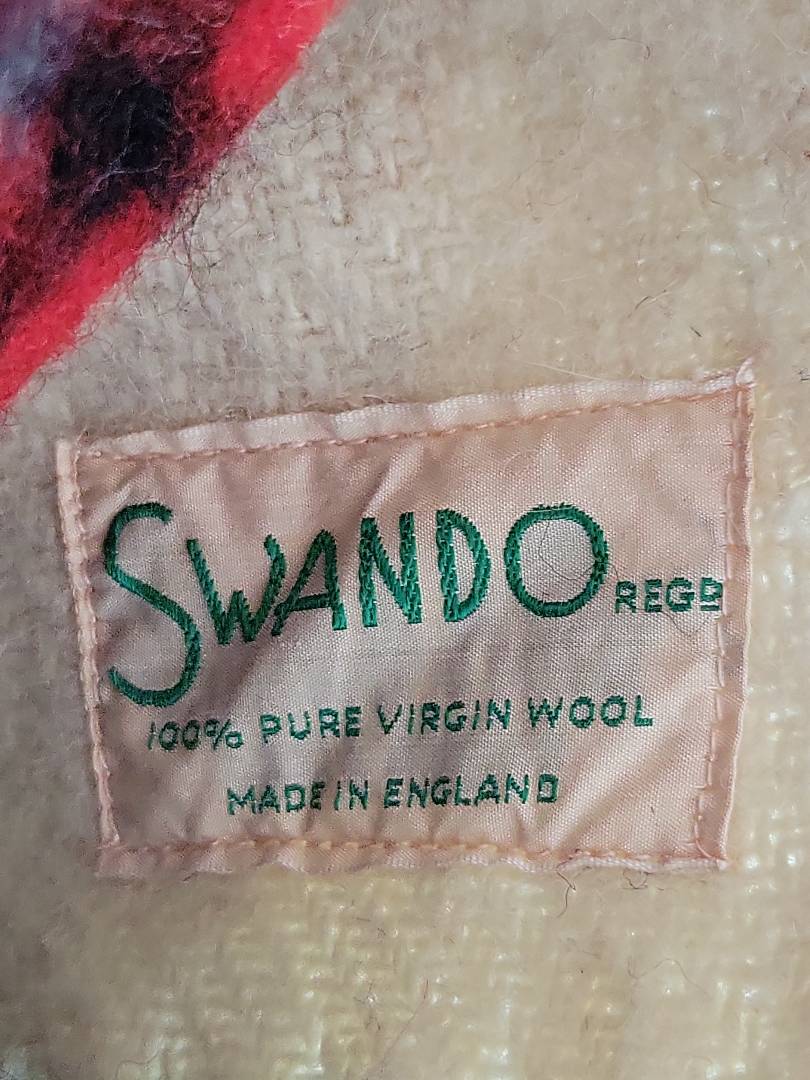 SWANDO REGD
100% PURE VIRGIN WOOL
MADE IN ENGLAND